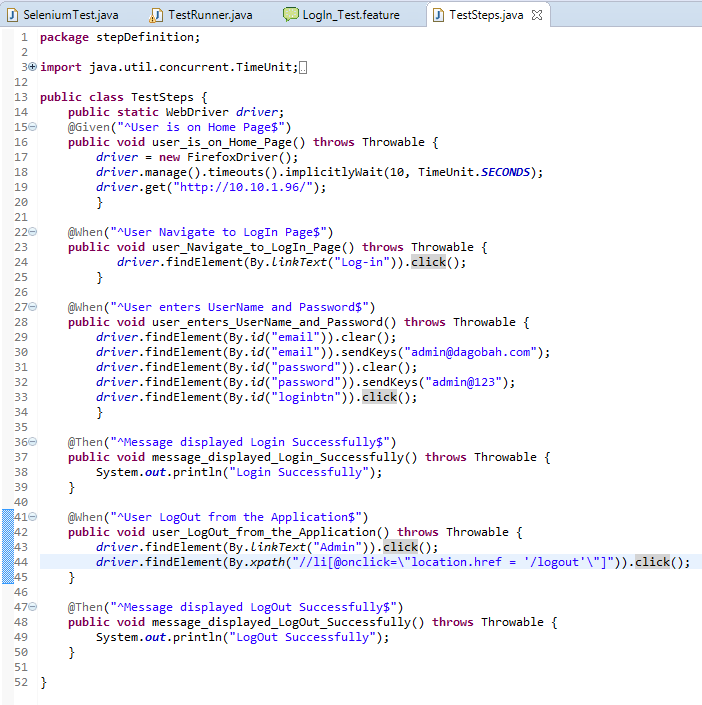 SeleniumTest.java TestRunner.java LogIn_Test.feature TestSteps.java
1 package stepDefinition;
2
3 import java.util.concurrent.TimeUnit;
12
13 public class TestSteps {
14 public static WebDriver driver;
15 @Given("^User is on Home Page$")
16 public void user_is_on_Home_Page() throws Throwable {
17 driver = new FirefoxDriver();
18 driver.manage().timeouts().implicitlyWait(10, TimeUnit.SECONDS);
19 driver.get("http://10.10.1.96/");
20 }
21
22 @When("^User Navigate to LogIn Page$")
23 public void user_Navigate_to_LogIn_Page() throws Throwable {
24 driver.findElement(By.linkText("Log-in")).click();
25 }
26
27 @When("^User enters UserName and Password$")
28 public void user_enters_UserName_and_Password() throws Throwable {
29 driver.findElement(By.id("email")).clear();
30 driver.findElement(By.id("email")).sendKeys("admin@dagobah.com");
31 driver.findElement(By.id("password")).clear();
32 driver.findElement(By.id("password")).sendKeys("admin@123");
33 driver.findElement(By.id("loginbtn")).click();
34 }
35
36 @Then("^Message displayed Login Successfully$")
37 public void message_displayed_Login_Successfully() throws Throwable {
38 System.out.println("Login Successfully");
39 }
40
41 @When("^User LogOut from the Application$")
42 public void user_LogOut_from_the_Application() throws Throwable {
43 driver.findElement(By.linkText("Admin")).click();
44 driver.findElement(By.xpath("//li[@onclick=\"location.href = '/logout'\"]")).click();
45 }
46
47 @Then("^Message displayed LogOut Successfully$")
48 public void message_displayed_LogOut_Successfully() throws Throwable {
49 System.out.println("LogOut Successfully");
50 }
51
52 }